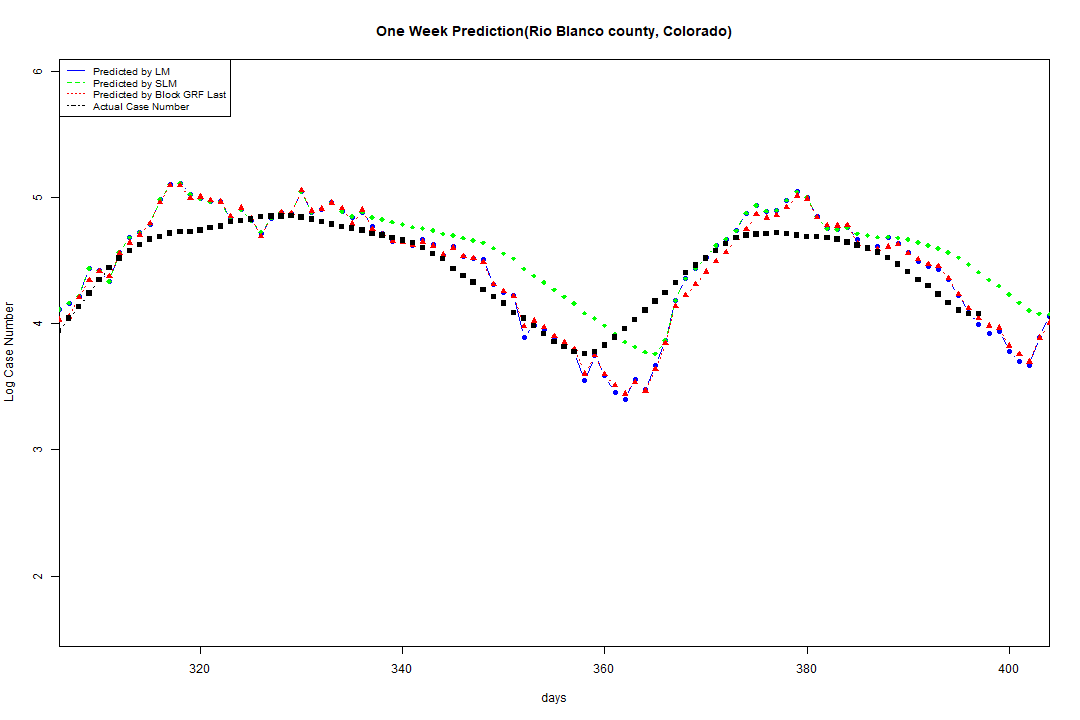 One Week Prediction(Rio Blanco county, Colorado)
Predicted by LM
Predicted by SLM
Predicted by Block GRF Last
Actual Case Number
6
5
4
3
2
Log Case Number
320 340 360 380 400
days